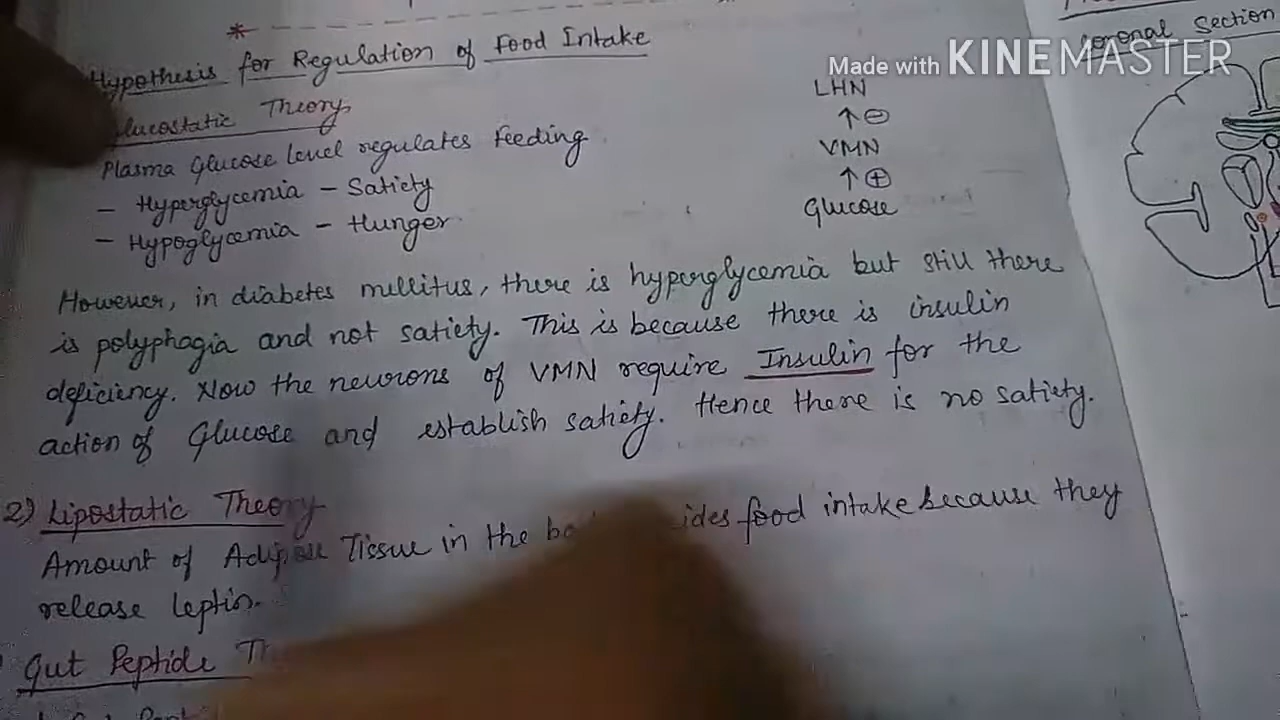 *
Hypothesis for Regulation of Food Intake
Theory
Plasma Glucose level regulates Feeding
- Hyperglycemia - Satiety
- Hypoglycemia - Hunger
LHN
↑ ⊖
VMN
↑ ⊕
Glucose
However, in diabetes mellitus, there is hyperglycemia but still there
is polyphagia and not satiety. This is because there is insulin
deficiency. Now the neurons of VMN require Insulin for the
action of Glucose and establish satiety. Hence there is no satiety.
2) Lipostatic Theory
Amount of Adipose Tissue in the food intake because they
release leptin.
Gut Peptide
Section
Made with KINEMASTER